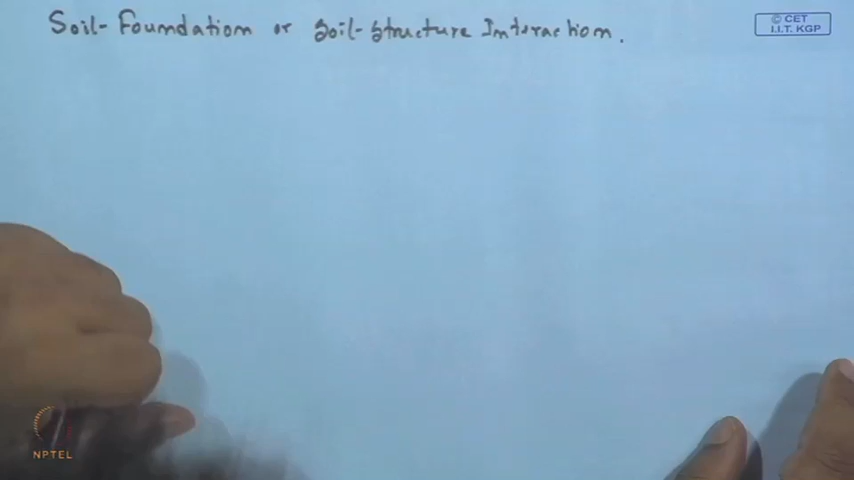 Soil-Foundation or Soil-Structure Interaction.
© CET
I.I.T. KGP
NPTEL